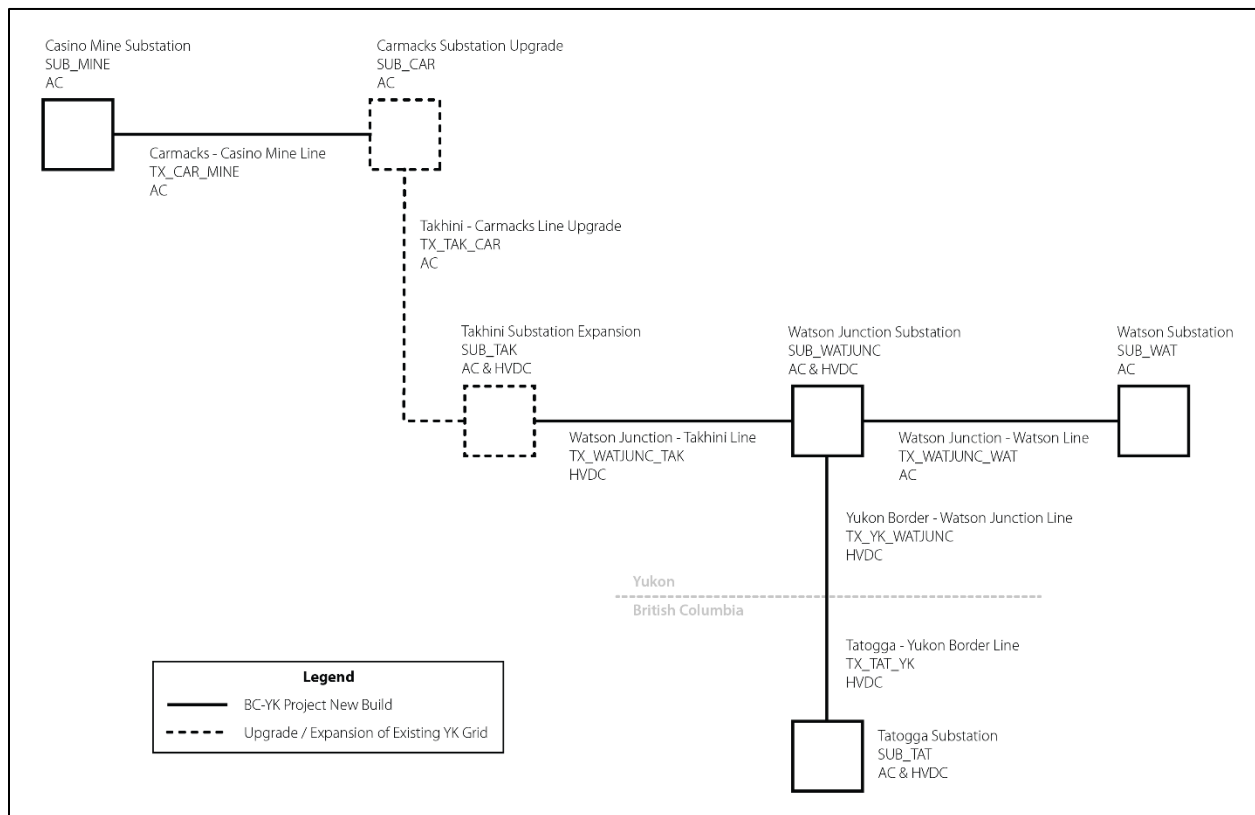 Casino Mine Substation
SUB_MINE
AC
Carmacks Substation Upgrade
SUB_CAR
AC
Carmacks - Casino Mine Line
TX_CAR_MINE
AC
Takhini - Carmacks Line Upgrade
TX_TAK_CAR
AC
Takhini Substation Expansion
SUB_TAK
AC & HVDC
Watson Junction Substation
SUB_WATJUNC
AC & HVDC
Watson Substation
SUB_WAT
AC
Watson Junction - Takhini Line
TX_WATJUNC_TAK
HVDC
Watson Junction - Watson Line
TX_WATJUNC_WAT
AC
Yukon Border - Watson Junction Line
TX_YK_WATJUNC
HVDC
Yukon
British Columbia
Tatogga - Yukon Border Line
TX_TAT_YK
HVDC
Legend
BC-YK Project New Build
Upgrade / Expansion of Existing YK Grid
Tatogga Substation
SUB_TAT
AC & HVDC